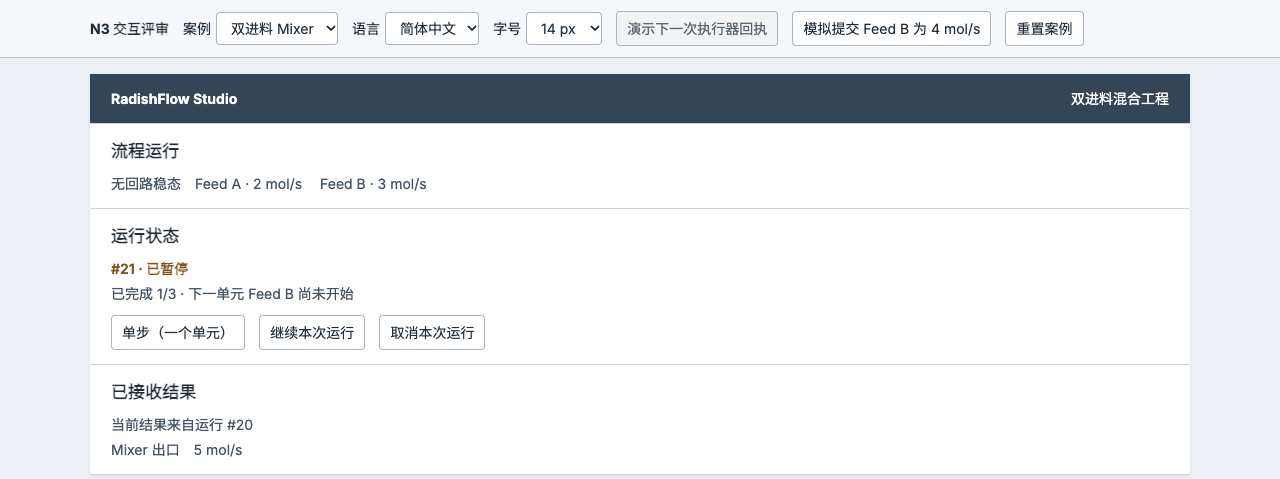 N3 交互评审 案例 双进料 Mixer 语言 简体中文 字号 14 px 演示下一次执行器回执 模拟提交 Feed B 为 4 mol/s 重置案例
RadishFlow Studio 双进料混合工程
流程运行
无回路稳态 Feed A · 2 mol/s Feed B · 3 mol/s
运行状态
#21 · 已暂停
已完成 1/3 · 下一单元 Feed B 尚未开始
单步（一个单元） 继续本次运行 取消本次运行
已接收结果
当前结果来自运行 #20
Mixer 出口 5 mol/s